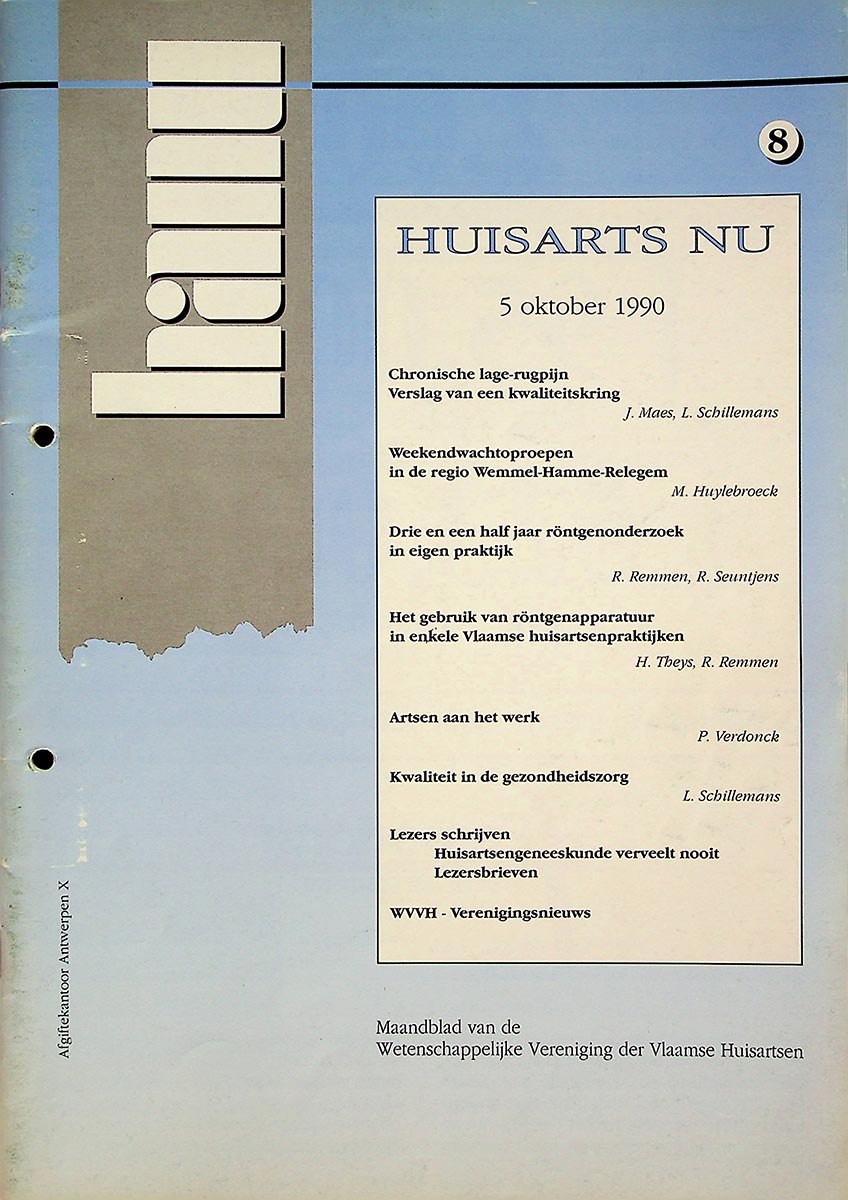 hanu
8
HUISARTS NU
5 oktober 1990
Chronische lage-rugpijn
Verslag van een kwaliteitskring
J. Maes, L. Schillemans
Weekendwachtoproepen
in de regio Wemmel-Hamme-Relegem
M. Huylebroeck
Drie en een half jaar röntgenonderzoek
in eigen praktijk
R. Remmen, R. Seuntjens
Het gebruik van röntgenapparatuur
in enkele Vlaamse huisartsenpraktijken
H. Theys, R. Remmen
Artsen aan het werk
P. Verdonck
Kwaliteit in de gezondheidszorg
L. Schillemans
Lezers schrijven
Huisartsengeneeskunde verveelt nooit
Lezersbrieven
WVVH - Verenigingsnieuws
Afgiftekantoor Antwerpen X
Maandblad van de
Wetenschappelijke Vereniging der Vlaamse Huisartsen